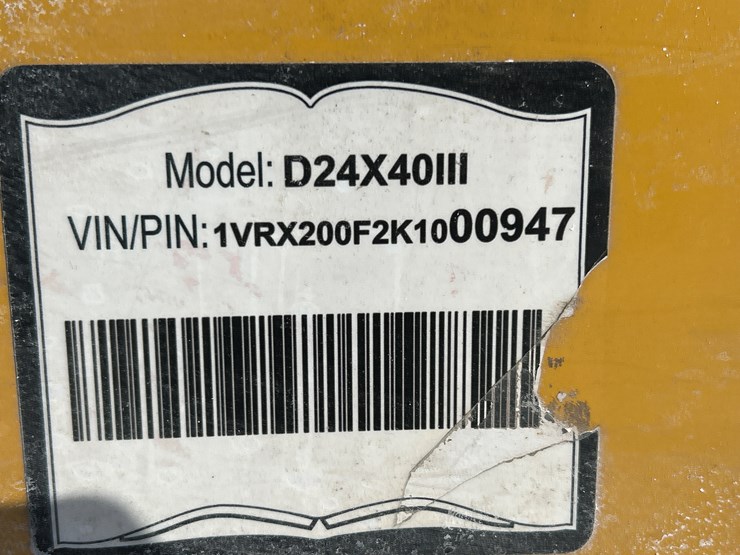 Model: D24X40III
VIN/PIN: 1VRX200F2K1000947